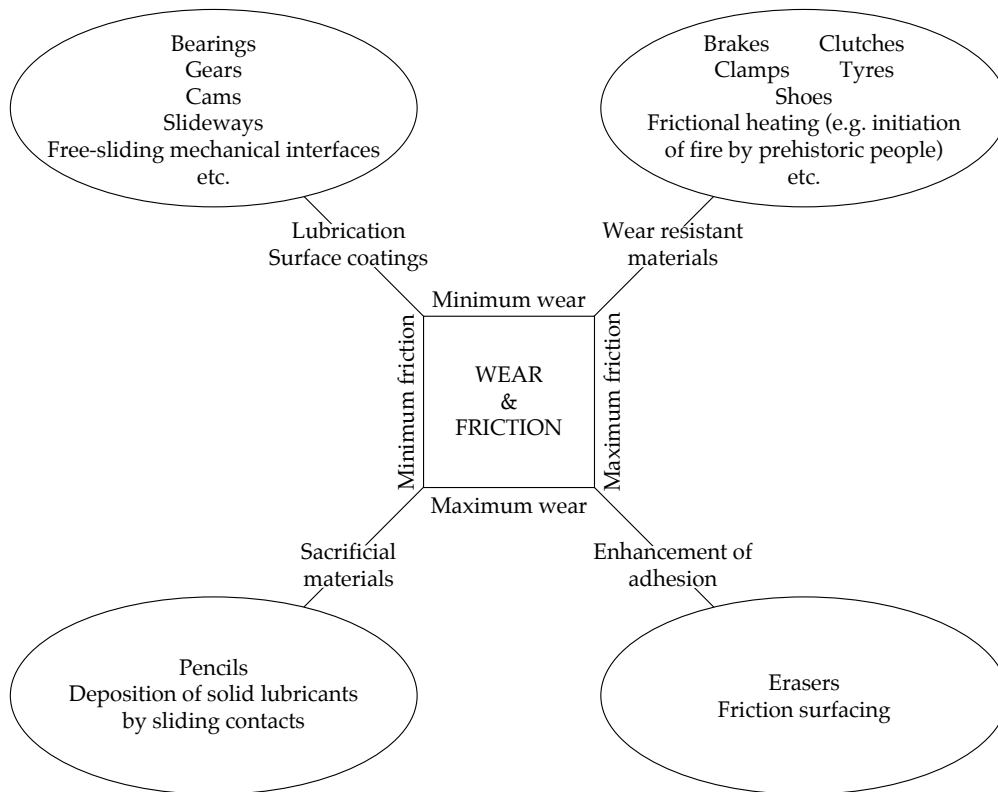 Bearings
Gears
Cams
Slideways
Free-sliding mechanical interfaces
etc.
Brakes Clutches
Clamps Tyres
Shoes
Frictional heating (e.g. initiation
of fire by prehistoric people)
etc.
Lubrication
Surface coatings
Wear resistant
materials
Minimum wear
Minimum friction
WEAR
&
FRICTION
Maximum friction
Maximum wear
Sacrificial
materials
Enhancement of
adhesion
Pencils
Deposition of solid lubricants
by sliding contacts
Erasers
Friction surfacing